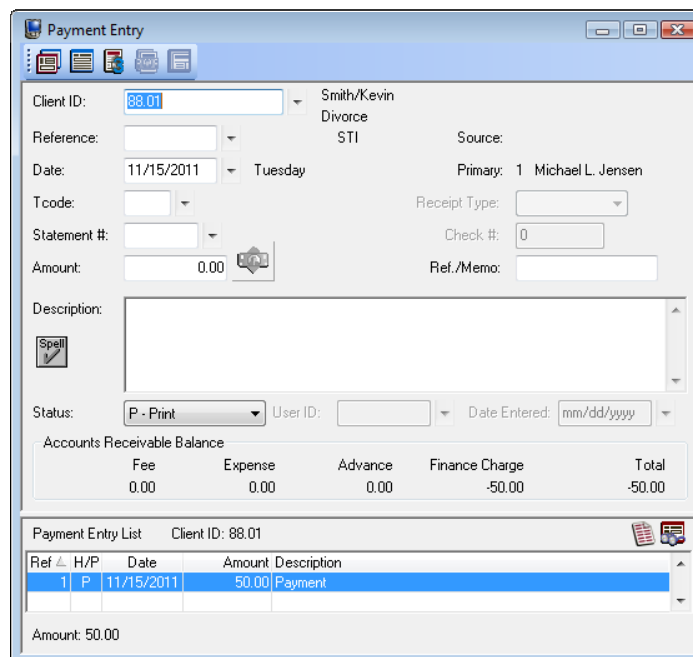 Payment Entry
Client ID: 88.01 Smith/Kevin
Divorce
Reference: STI Source:
Date: 11/15/2011 Tuesday Primary: 1 Michael L. Jensen
Tcode: Receipt Type:
Statement #: Check #: 0
Amount: 0.00 Ref./Memo:
Description:
Spell
Status: P - Print User ID: Date Entered: mm/dd/yyyy
Accounts Receivable Balance
Fee Expense Advance Finance Charge Total
0.00 0.00 0.00 -50.00 -50.00
Payment Entry List Client ID: 88.01
Ref H/P Date Amount Description
1 P 11/15/2011 50.00 Payment
Amount: 50.00